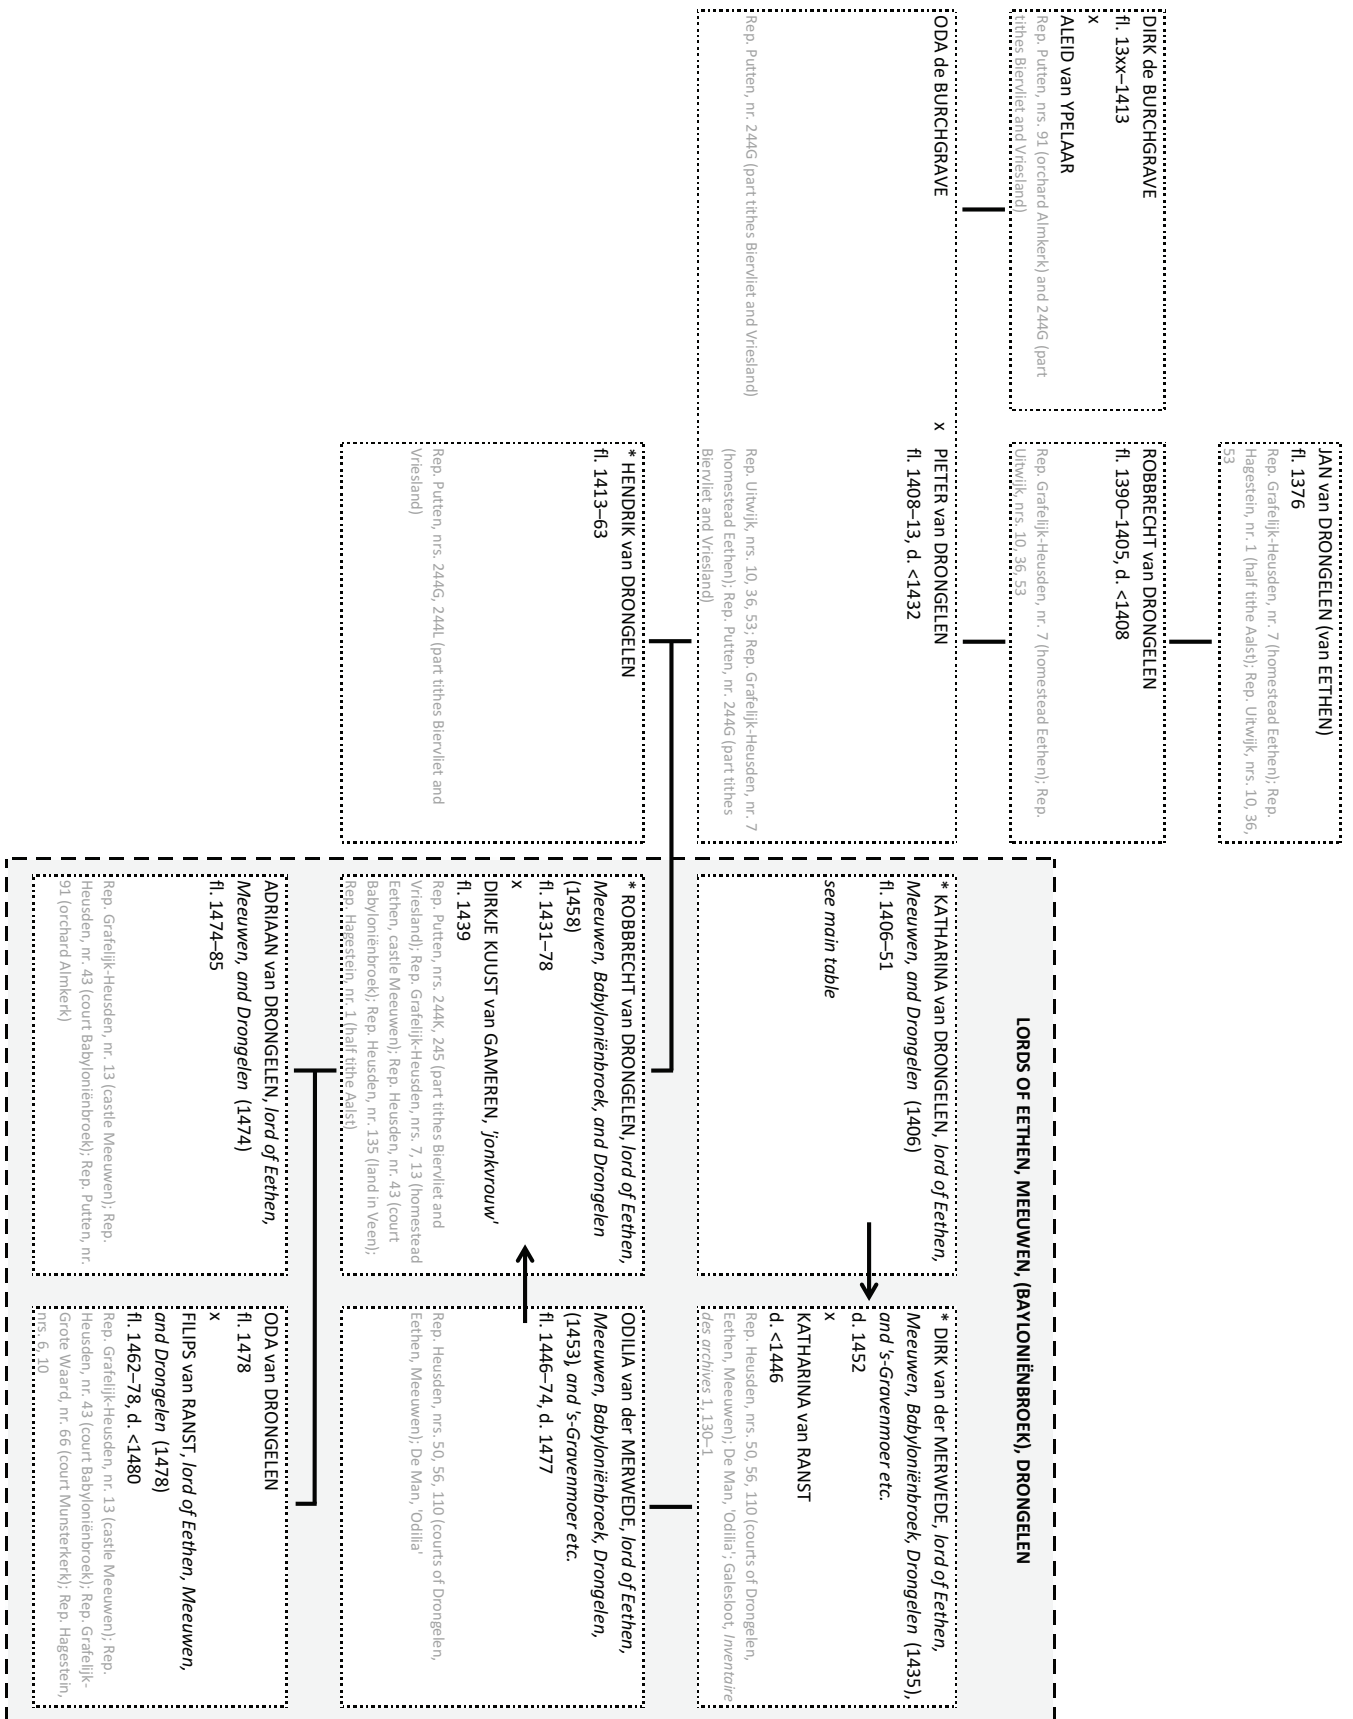 JAN van DRONGELEN (van EETHEN)
fl. 1376
Rep. Grafelijk-Heusden, nr. 7 (homestead Eethen); Rep.
Hagestein, nr. 1 (half tithe Aalst); Rep. Uitwijk, nrs. 10, 36,
53
DIRK de BURCHGRAVE
fl. 13xx–1413
x
ALEID van YPELAAR
Rep. Putten, nrs. 91 (orchard Almkerk) and 244G (part
tithes Biervliet and Vriesland)
ROBBRECHT van DRONGELEN
fl. 1390–1405, d. <1408
Rep. Grafelijk-Heusden, nr. 7 (homestead Eethen); Rep.
Uitwijk, nrs. 10, 36, 53
LORDS OF EETHEN, MEEUWEN, (BAYLONIËNBROEK), DRONGELEN
ODA de BURCHGRAVE
Rep. Putten, nr. 244G (part tithes Biervliet and Vriesland)
x PIETER van DRONGELEN
fl. 1408–13, d. <1432
Rep. Uitwijk, nrs. 10, 36, 53; Rep. Grafelijk-Heusden, nr. 7
(homestead Eethen); Rep. Putten, nr. 244G (part tithes
Biervliet and Vriesland)
* KATHARINA van DRONGELEN, lord of Eethen,
Meeuwen, and Drongelen (1406)
fl. 1406–51
see main table
* DIRK van der MERWEDE, lord of Eethen,
Meeuwen, Babyloniënbroek, Drongelen (1435),
and 's-Gravenmoer etc.
d. 1452
x
KATHARINA van RANST
d. <1446
Rep. Heusden, nrs. 50, 56, 110 (courts of Drongelen,
Eethen, Meeuwen); De Man, 'Odilia'; Galesloot, Inventaire
des archives 1, 130–1
* HENDRIK van DRONGELEN
fl. 1413–63
Rep. Putten, nrs. 244G, 244L (part tithes Biervliet and
Vriesland)
* ROBBRECHT van DRONGELEN, lord of Eethen,
Meeuwen, Babyloniënbroek, and Drongelen
(1458)
fl. 1431–78
x
DIRKJE KUUST van GAMEREN, 'jonkvrouw'
fl. 1439
Rep. Putten, nrs. 244K, 245 (part tithes Biervliet and
Vriesland); Rep. Grafelijk-Heusden, nrs. 7, 13 (homestead
Eethen, castle Meeuwen); Rep. Heusden, nr. 43 (court
Babyloniënbroek); Rep. Heusden, nr. 135 (land in Veen);
Rep. Hagestein, nr. 1 (half tithe Aalst)
ODILIA van der MERWEDE, lord of Eethen,
Meeuwen, Babyloniënbroek, Drongelen,
(1453), and 's-Gravenmoer etc.
fl. 1446–74, d. 1477
Rep. Heusden, nrs. 50, 56, 110 (courts of Drongelen,
Eethen, Meeuwen); De Man, 'Odilia'
ADRIAAN van DRONGELEN, lord of Eethen,
Meeuwen, and Drongelen (1474)
fl. 1474–85
Rep. Grafelijk-Heusden, nr. 13 (castle Meeuwen); Rep.
Heusden, nr. 43 (court Babyloniënbroek); Rep. Putten, nr.
91 (orchard Almkerk)
ODA van DRONGELEN
fl. 1478
x
FILIPS van RANST, lord of Eethen, Meeuwen,
and Drongelen (1478)
fl. 1462–78, d. <1480
Rep. Grafelijk-Heusden, nr. 13 (castle Meeuwen); Rep.
Heusden, nr. 43 (court Babyloniënbroek); Rep. Grafelijk-
Grote Waard, nr. 66 (court Munsterkerk); Rep. Hagestein,
nrs. 6, 10